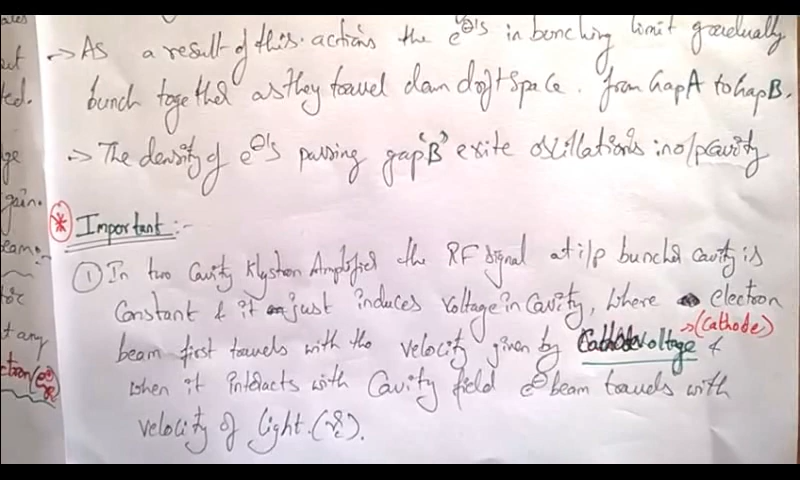 ates
→ As a result of this actions the e⊖'s in bunching limit gradually
bunch together as they travel down drift space. from Gap A to Gap B.
→ The density of e⊖'s passing gap 'B' exite oscillations in o/p cavity
gain.
* Important :-
① In two Cavity Klystron Amplifier the RF signal at i/p buncher cavity is
Constant & it just induces voltage in Cavity, where electron
beam first travels with the velocity given by Cathode voltage → (Cathode) &
when it interacts with Cavity field e⊖ beam travels with
velocity of light.
t any